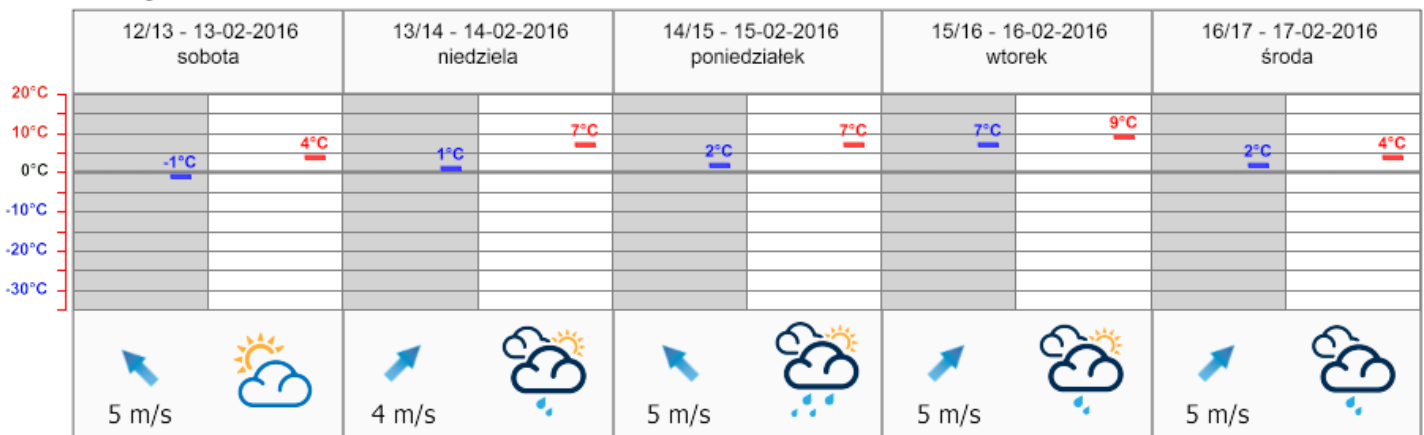 12/13 - 13-02-2016
sobota
13/14 - 14-02-2016
niedziela
14/15 - 15-02-2016
poniedziałek
15/16 - 16-02-2016
wtorek
16/17 - 17-02-2016
środa
20°C
10°C
0°C
-10°C
-20°C
-30°C
-1°C
4°C
1°C
7°C
2°C
7°C
7°C
9°C
2°C
4°C
5 m/s
4 m/s
5 m/s
5 m/s
5 m/s